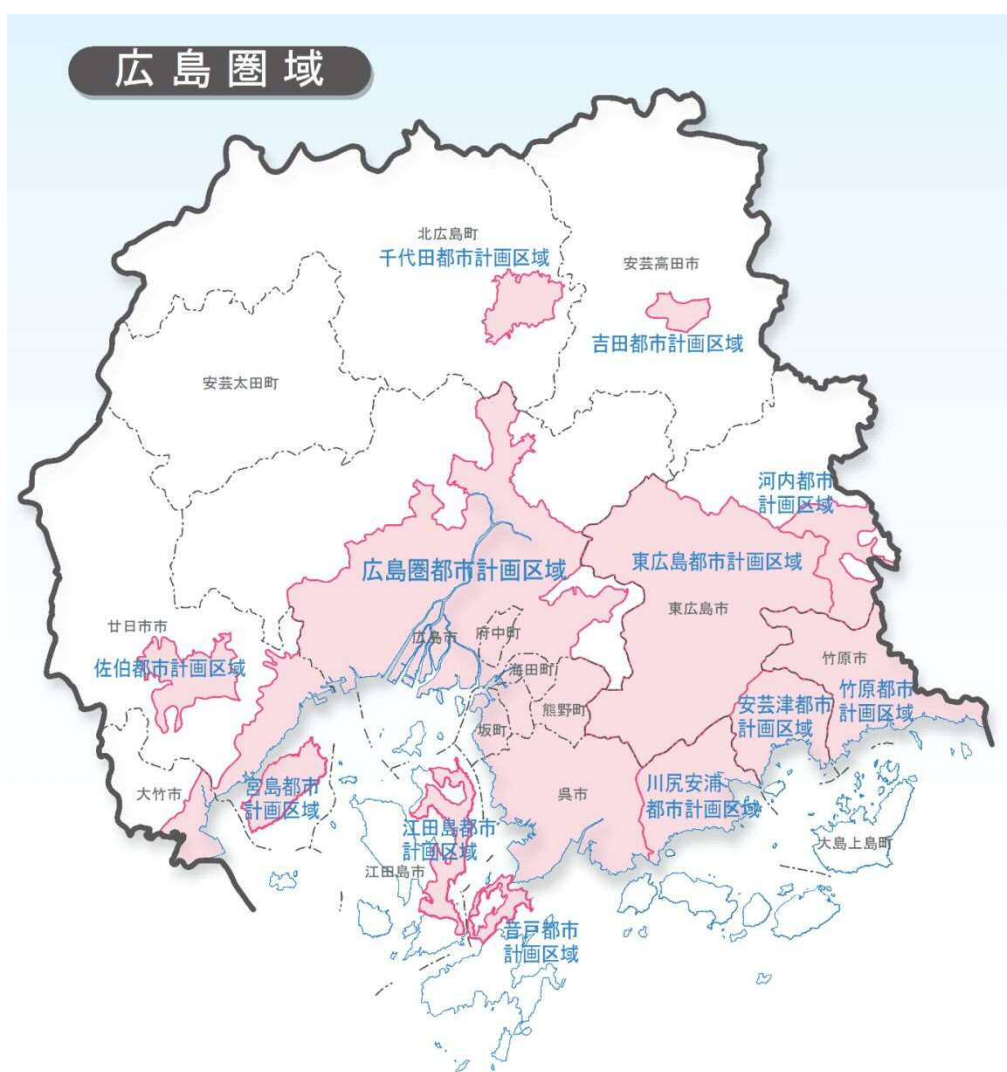 広島圏域
北広島町
千代田都市計画区域
安芸高田市
吉田都市計画区域
安芸太田町
河内都市
計画区域
広島圏都市計画区域
東広島都市計画区域
東広島市
廿日市市
佐伯都市計画区域
広島市
府中町
海田町
竹原市
熊野町
坂町
安芸津都市
計画区域
竹原都市
計画区域
大竹市
宮島都市
計画区域
呉市
川尻安浦
都市計画区域
江田島都市
計画区域
江田島市
大島上島町
音戸都市
計画区域